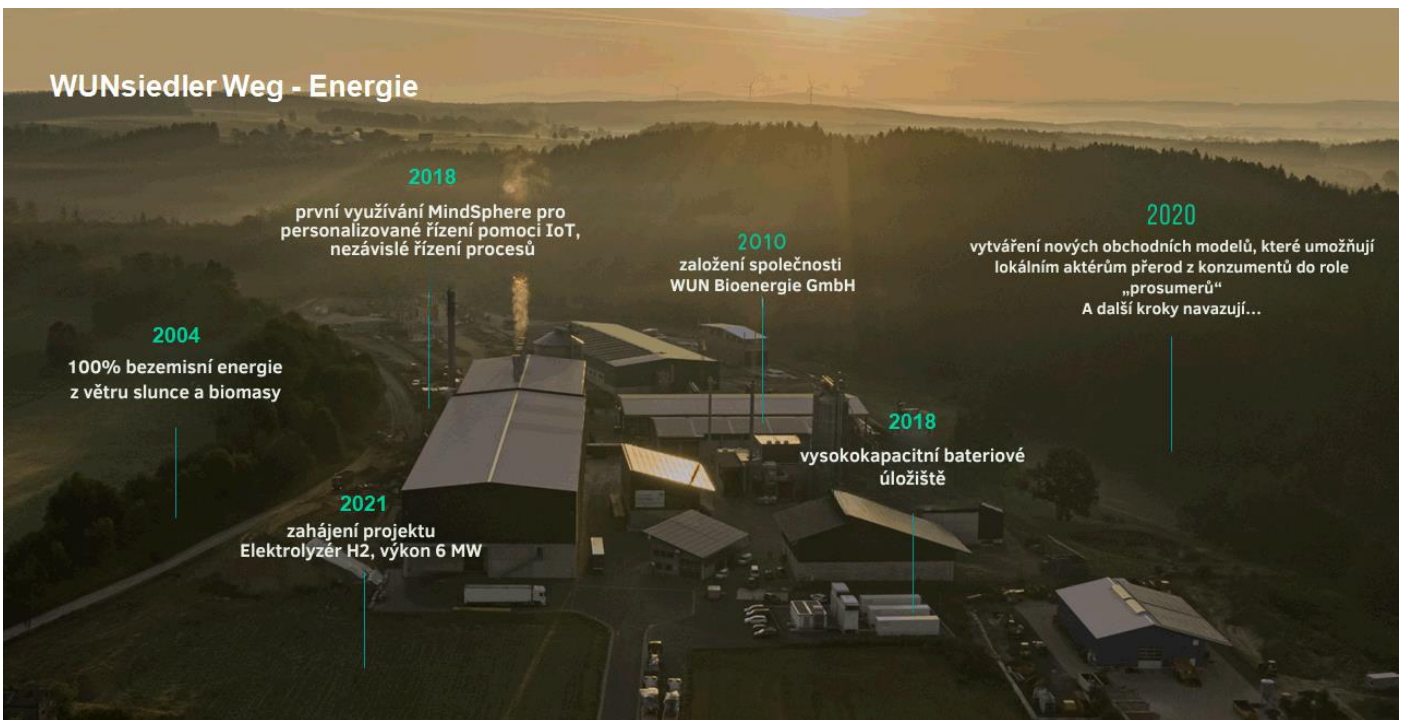 WUNsiedler Weg - Energie
2018
první využívání MindSphere pro
personalizované řízení pomoci IoT,
nezávislé řízení procesů
2010
založení společnosti
WUN Bioenergie GmbH
2020
vytváření nových obchodních modelů, které umožňují
lokálním aktérům přerod z konzumentů do role
„prosumerů“
A další kroky navazují...
2004
100% bezemisní energie
z větru slunce a biomasy
2018
vysokokapacitní bateriové
úložiště
2021
zahájení projektu
Elektrolyzér H2, výkon 6 MW